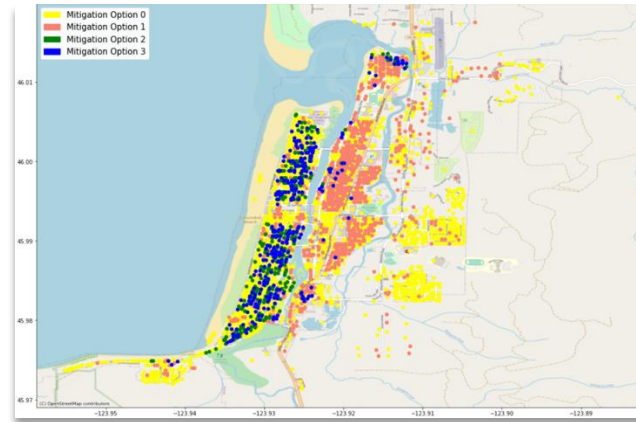 Mitigation Option 0
Mitigation Option 1
Mitigation Option 2
Mitigation Option 3
46.01
46.00
45.99
45.98
45.97
(C) OpenStreetMap contributors
−123.95
−123.94
−123.93
−123.92
−123.91
−123.90
−123.89